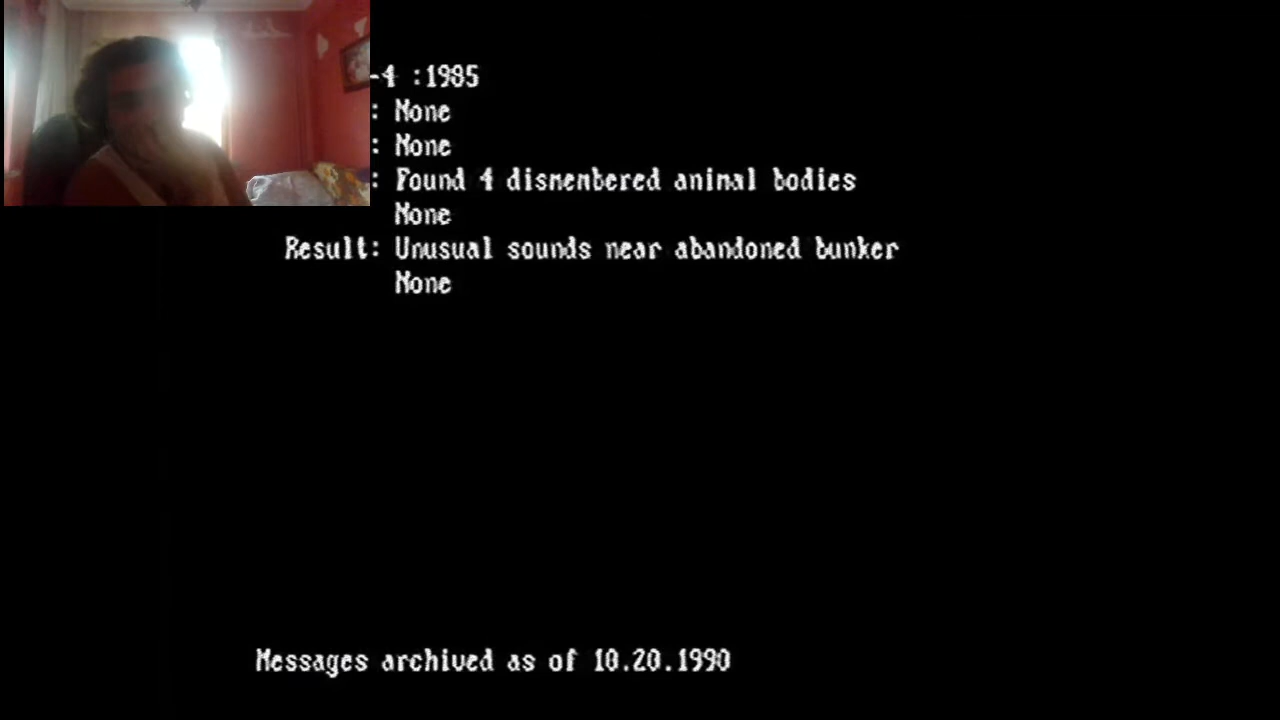 -4 :1985
: None
: None
: Found 4 dismembered animal bodies
None
Result: Unusual sounds near abandoned bunker
None
Messages archived as of 10.20.1990